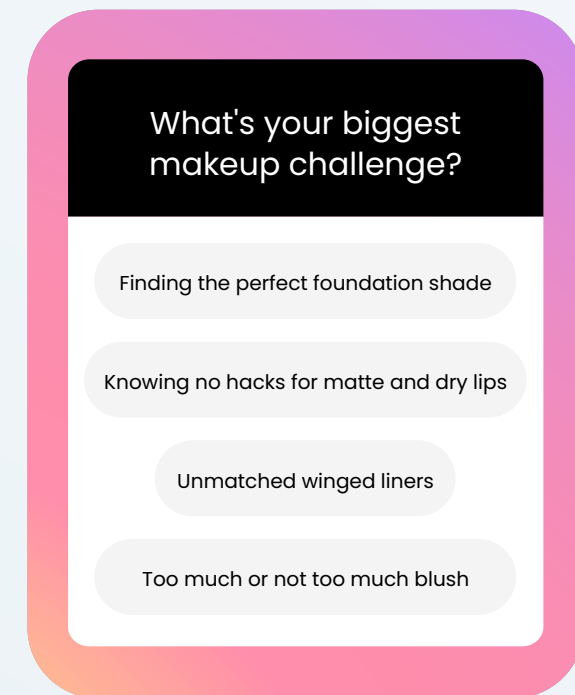 What's your biggest
makeup challenge?
Finding the perfect foundation shade
Knowing no hacks for matte and dry lips
Unmatched winged liners
Too much or not too much blush